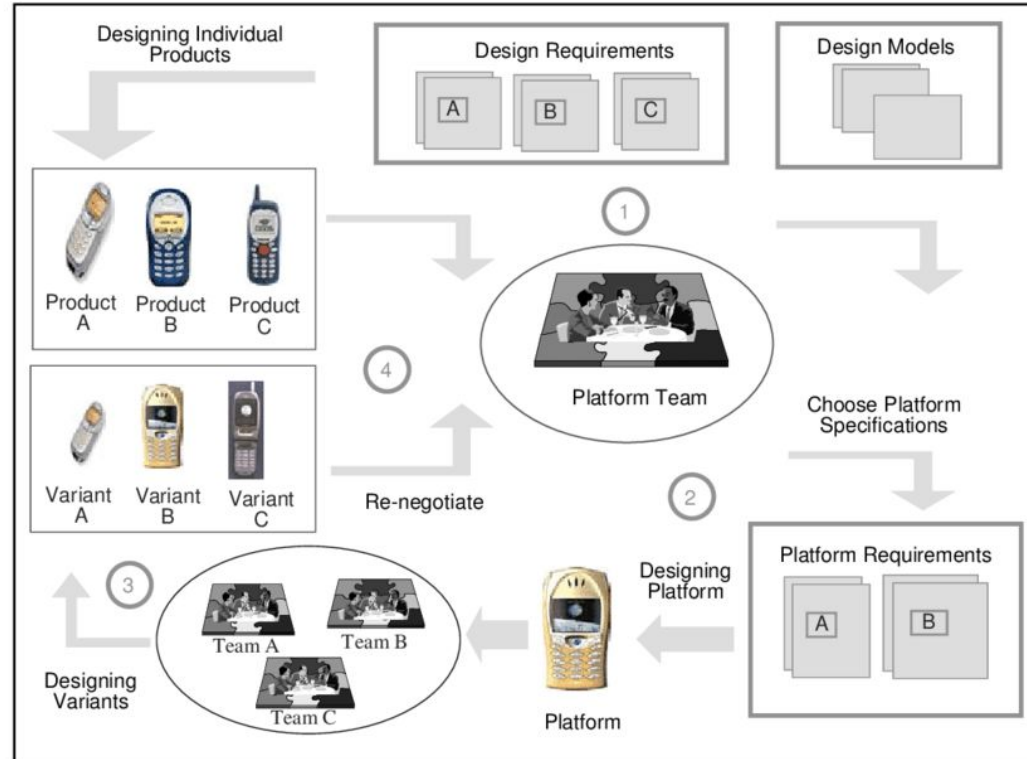 Designing Individual
Products
Design Requirements
A
B
C
Design Models
1
Product
A
Product
B
Product
C
Platform Team
4
Choose Platform
Specifications
Variant
A
Variant
B
Variant
C
Re-negotiate
2
Platform Requirements
A
B
Designing
Platform
3
Team A
Team B
Team C
Designing
Variants
Platform